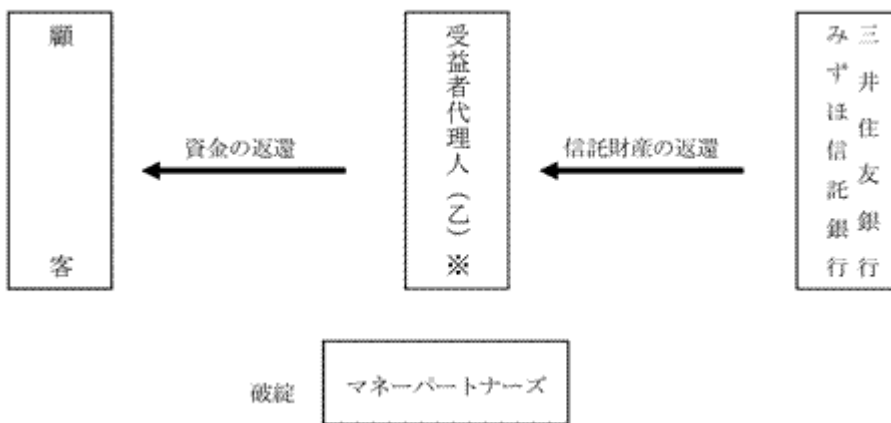 顧客
資金の返還
受益者代理人(乙)※
信託財産の返還
三井住友銀行
みずほ信託銀行
破綻
マネーパートナーズ